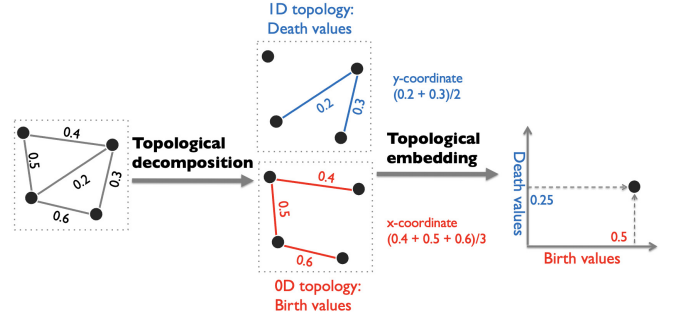 1D topology:
Death values
0.2
0.3
y-coordinate
(0.2 + 0.3)/2
0.4
0.5
0.2
0.3
0.6
Topological
decomposition
0.4
0.5
0.6
0D topology:
Birth values
x-coordinate
(0.4 + 0.5 + 0.6)/3
Topological
embedding
Death values
0.25
0.5
Birth values